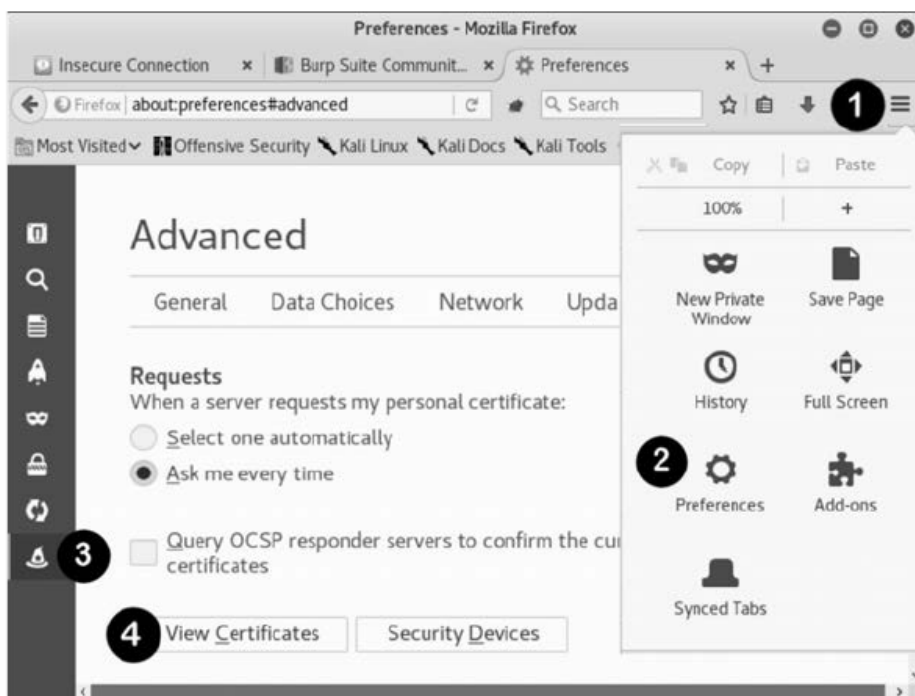 Preferences - Mozilla Firefox
Insecure Connection × Burp Suite Communit... × Preferences × +
Firefox about:preferences#advanced Search 1
Most Visited Offensive Security Kali Linux Kali Docs Kali Tools
Copy Paste
100% +
Advanced
New Private Window
Save Page
General Data Choices Network Upda
Requests
When a server requests my personal certificate:
Select one automatically
Ask me every time
History Full Screen
2 Preferences Add-ons
3
Query OCSP responder servers to confirm the cu
certificates
Synced Tabs
4 View Certificates Security Devices